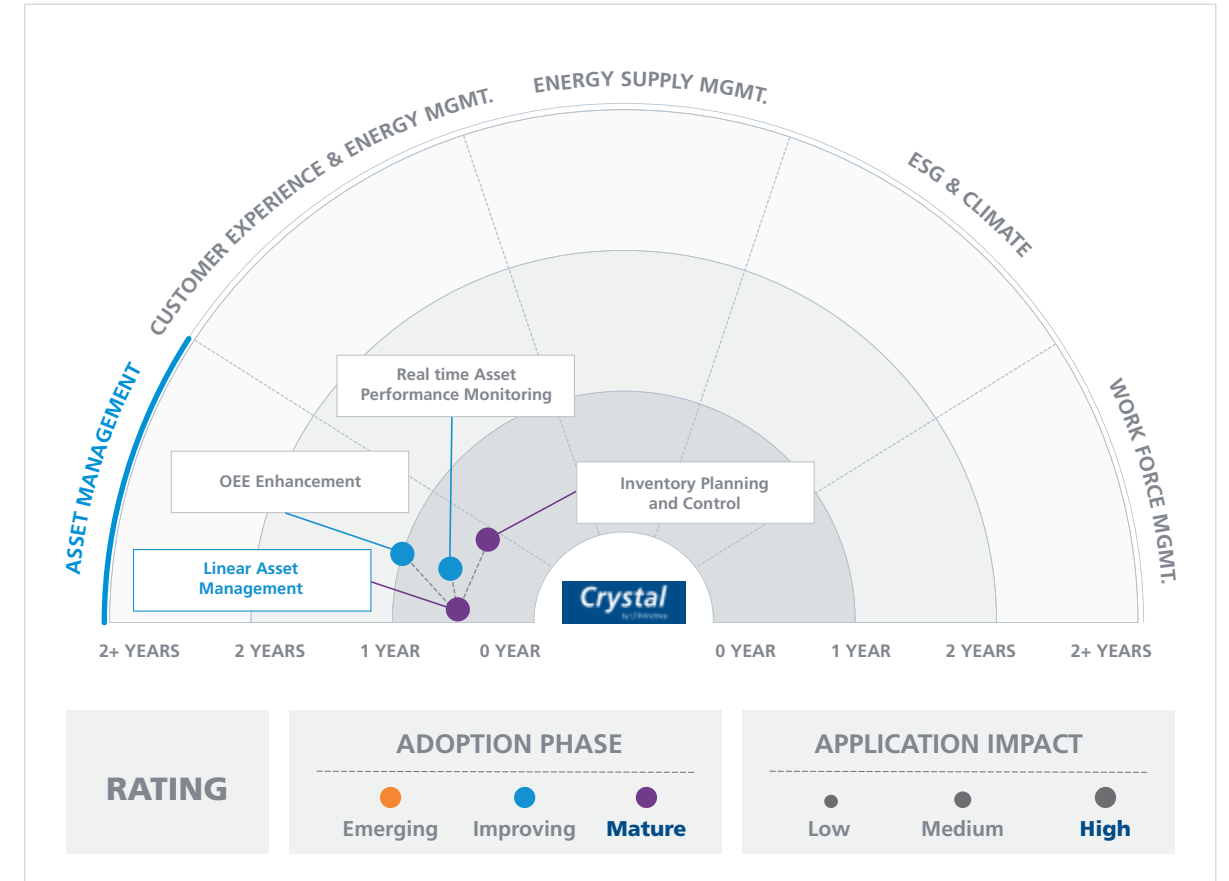 ENERGY SUPPLY MGMT.
CUSTOMER EXPERIENCE & ENERGY MGMT.
ESG & CLIMATE
ASSET MANAGEMENT
WORK FORCE MGMT.
Real time Asset
Performance Monitoring
OEE Enhancement
Inventory Planning
and Control
Linear Asset
Management
Crystal
2+ YEARS
2 YEARS
1 YEAR
0 YEAR
0 YEAR
1 YEAR
2 YEARS
2+ YEARS
RATING
ADOPTION PHASE
Emerging
Improving
Mature
APPLICATION IMPACT
Low
Medium
High